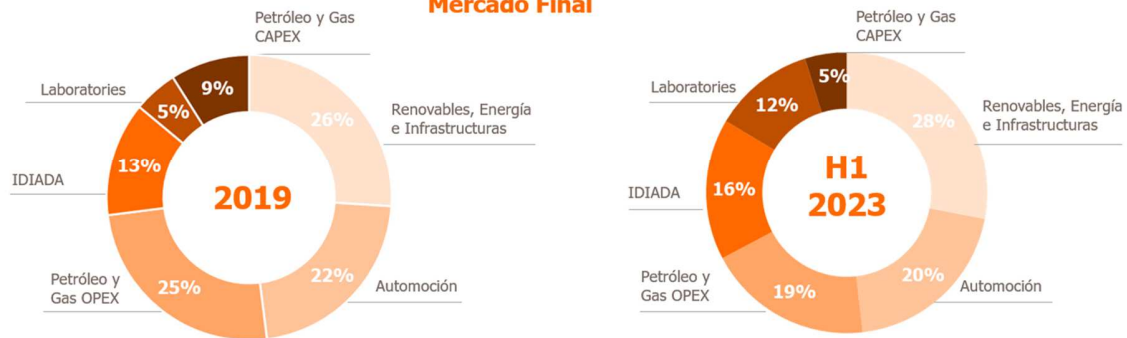 Mercado Final
Petróleo y Gas
CAPEX
Laboratories
9%
5%
26%
Renovables, Energía
e Infrastructuras
13%
IDIADA
2019
Petróleo y
Gas OPEX
25%
22%
Automoción
Petróleo y Gas
CAPEX
Laboratories
5%
12%
28%
Renovables, Energía
e Infrastructuras
16%
IDIADA
H1
2023
Petróleo y
Gas OPEX
19%
20%
Automoción